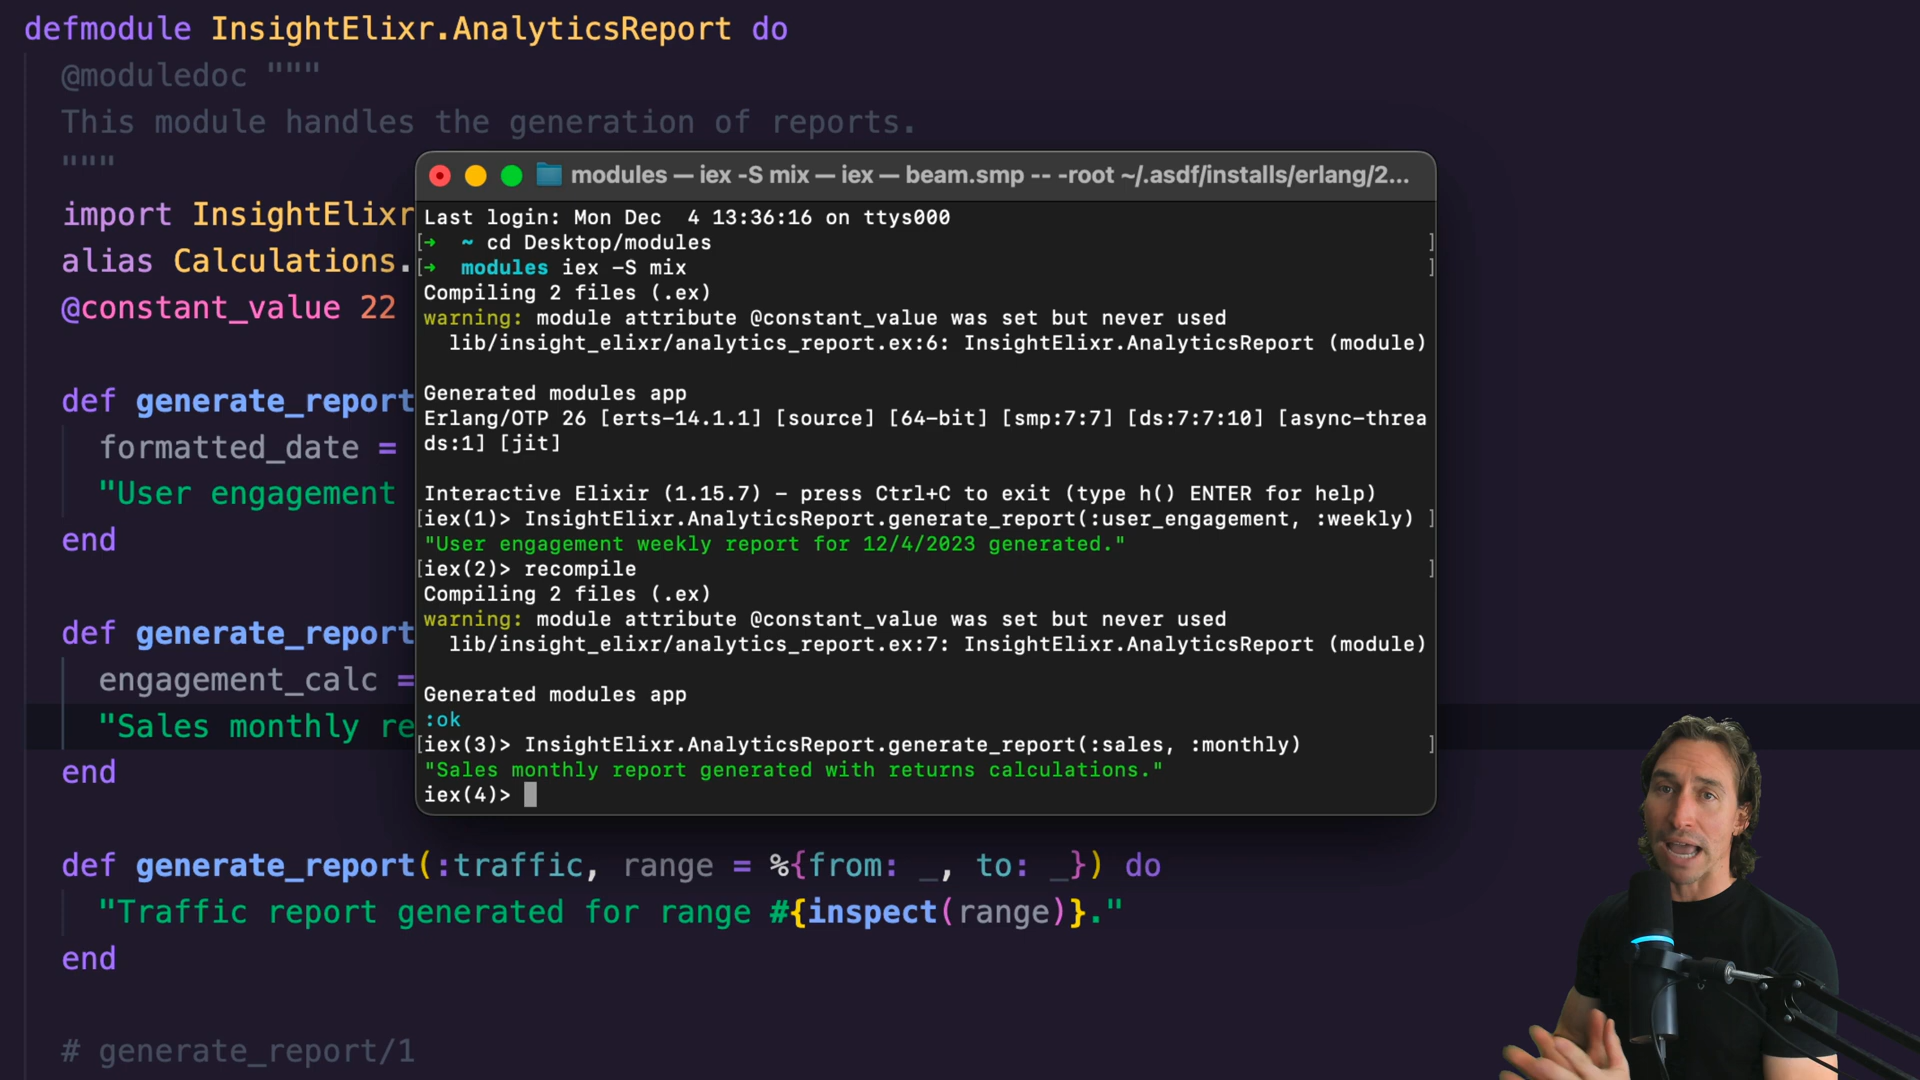 defmodule InsightElixr.AnalyticsReport do
@moduledoc """
This module handles the generation of reports.
"""
import InsightElixr
alias Calculations.
@constant_value 22
def generate_report
formatted_date =
"User engagement
end
def generate_report
engagement_calc =
"Sales monthly re
end
def generate_report(:traffic, range = %{from: _, to: _}) do
"Traffic report generated for range #{inspect(range)}."
end
# generate_report/1
modules — iex -S mix — iex — beam.smp -- -root ~/.asdf/installs/erlang/2...
Last login: Mon Dec  4 13:36:16 on ttys000
[➜  ~ cd Desktop/modules ]
[➜  modules iex -S mix ]
Compiling 2 files (.ex)
warning: module attribute @constant_value was set but never used
lib/insight_elixr/analytics_report.ex:6: InsightElixr.AnalyticsReport (module)
Generated modules app
Erlang/OTP 26 [erts-14.1.1] [source] [64-bit] [smp:7:7] [ds:7:7:10] [async-threa
ds:1] [jit]
Interactive Elixir (1.15.7) - press Ctrl+C to exit (type h() ENTER for help)
[iex(1)> InsightElixr.AnalyticsReport.generate_report(:user_engagement, :weekly) ]
"User engagement weekly report for 12/4/2023 generated."
[iex(2)> recompile ]
Compiling 2 files (.ex)
warning: module attribute @constant_value was set but never used
lib/insight_elixr/analytics_report.ex:7: InsightElixr.AnalyticsReport (module)
Generated modules app
:ok
[iex(3)> InsightElixr.AnalyticsReport.generate_report(:sales, :monthly) ]
"Sales monthly report generated with returns calculations."
iex(4)>